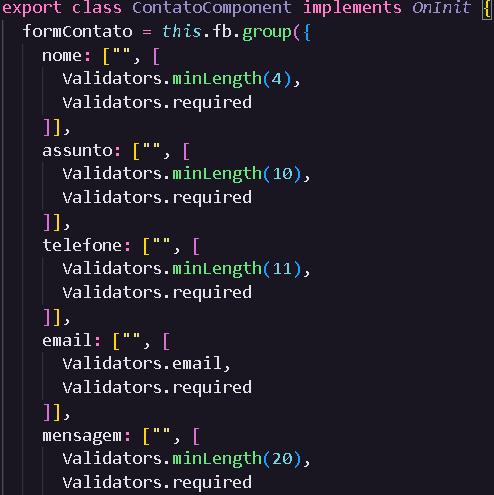 export class ContatoComponent implements OnInit {
  formContato = this.fb.group({
    nome: ["", [
      Validators.minLength(4),
      Validators.required
    ]],
    assunto: ["", [
      Validators.minLength(10),
      Validators.required
    ]],
    telefone: ["", [
      Validators.minLength(11),
      Validators.required
    ]],
    email: ["", [
      Validators.email,
      Validators.required
    ]],
    mensagem: ["", [
      Validators.minLength(20),
      Validators.required